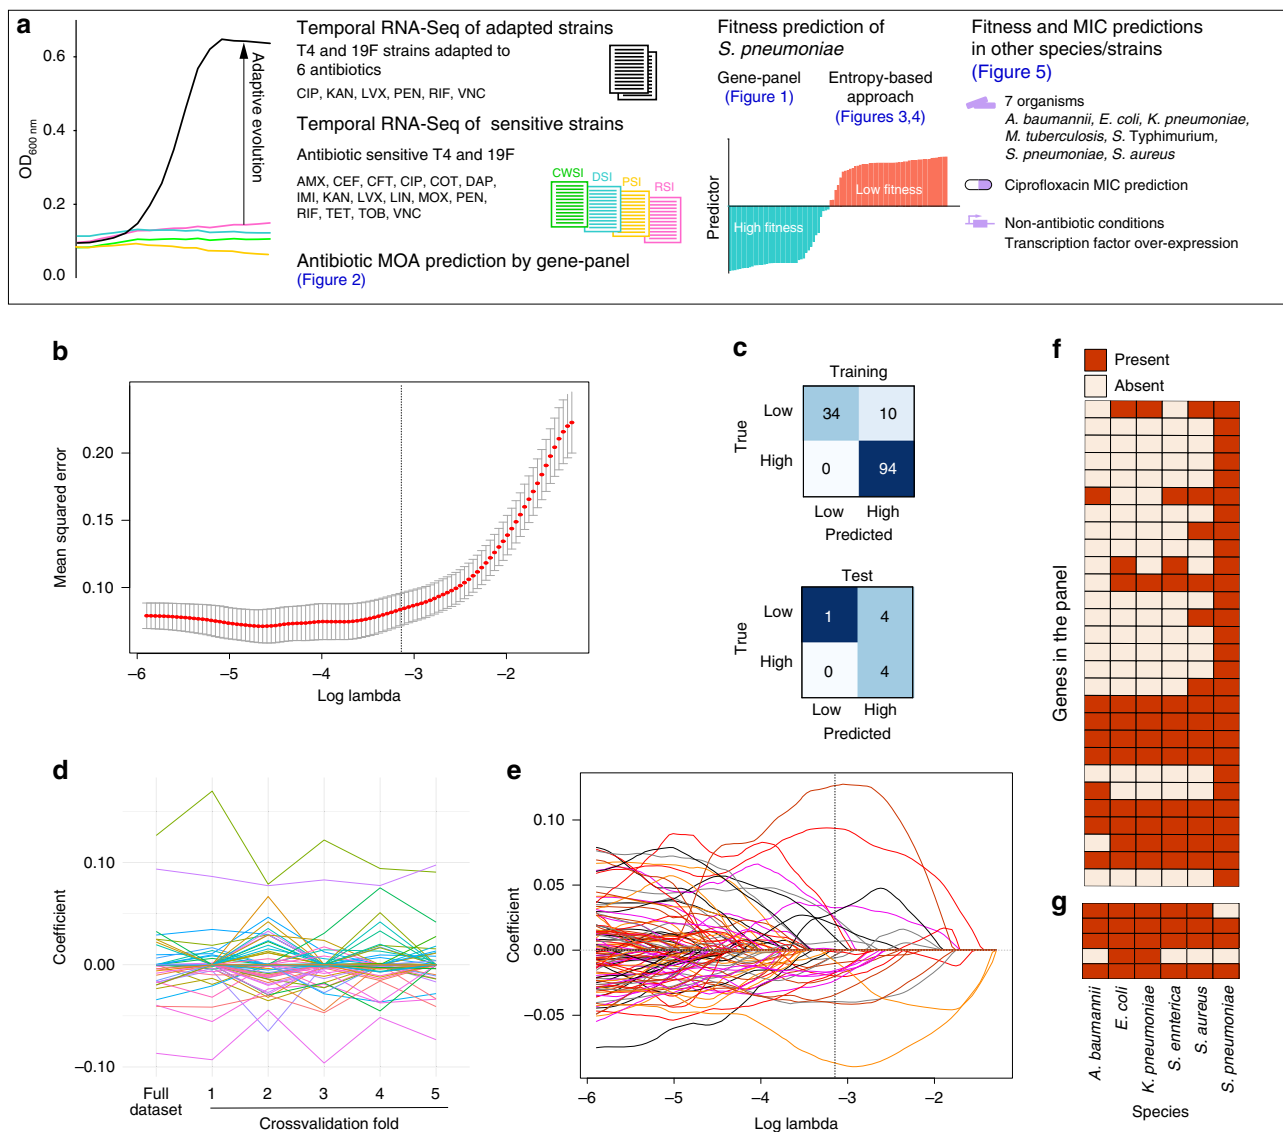 a
OD600 nm
0.6
0.4
0.2
0.0
Adaptive evolution
Temporal RNA-Seq of adapted strains
T4 and 19F strains adapted to
6 antibiotics
CIP, KAN, LVX, PEN, RIF, VNC
Temporal RNA-Seq of sensitive strains
Antibiotic sensitive T4 and 19F
AMX, CEF, CFT, CIP, COT, DAP,
IMI, KAN, LVX, LIN, MOX, PEN,
RIF, TET, TOB, VNC
CWSI
DSI
PSI
RSI
Antibiotic MOA prediction by gene-panel
(Figure 2)
Fitness prediction of
S. pneumoniae
Gene-panel
(Figure 1)
Entropy-based
approach
(Figures 3,4)
Predictor
High fitness
Low fitness
Fitness and MIC predictions
in other species/strains
(Figure 5)
7 organisms
A. baumannii, E. coli, K. pneumoniae,
M. tuberculosis, S. Typhimurium,
S. pneumoniae, S. aureus
Ciprofloxacin MIC prediction
Non-antibiotic conditions
Transcription factor over-expression
b
Mean squared error
0.20
0.15
0.10
−6
−5
−4
−3
−2
Log lambda
c
Training
True
Low
34
10
High
0
94
Low
High
Predicted
Test
True
Low
1
4
High
0
4
Low
High
Predicted
d
Coefficient
0.10
0.00
−0.10
Full
dataset
1
2
3
4
5
Crossvalidation fold
e
Coefficient
0.10
0.05
0.00
−0.05
−6
−5
−4
−3
−2
Log lambda
f
Present
Absent
Genes in the panel
g
A. baumannii
E. coli
K. pneumoniae
S. ennterica
S. aureus
S. pneumoniae
Species